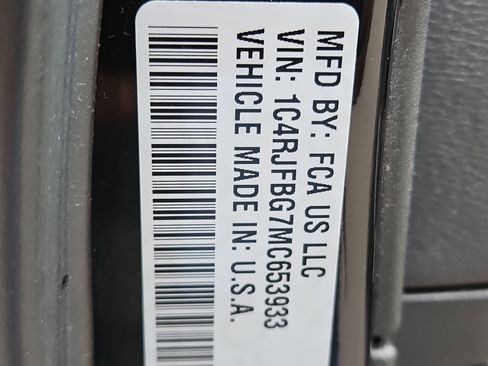 MFD BY: FCA US LLC
VIN: 1C4RJFBG7MC653933
VEHICLE MADE IN: U.S.A.